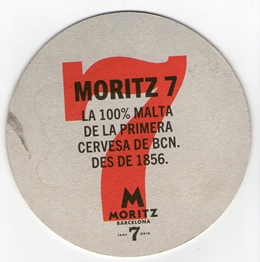 MORITZ 7
LA 100% MALTA
DE LA PRIMERA
CERVESA DE BCN.
DES DE 1856.
M
MORITZ
BARCELONA
7